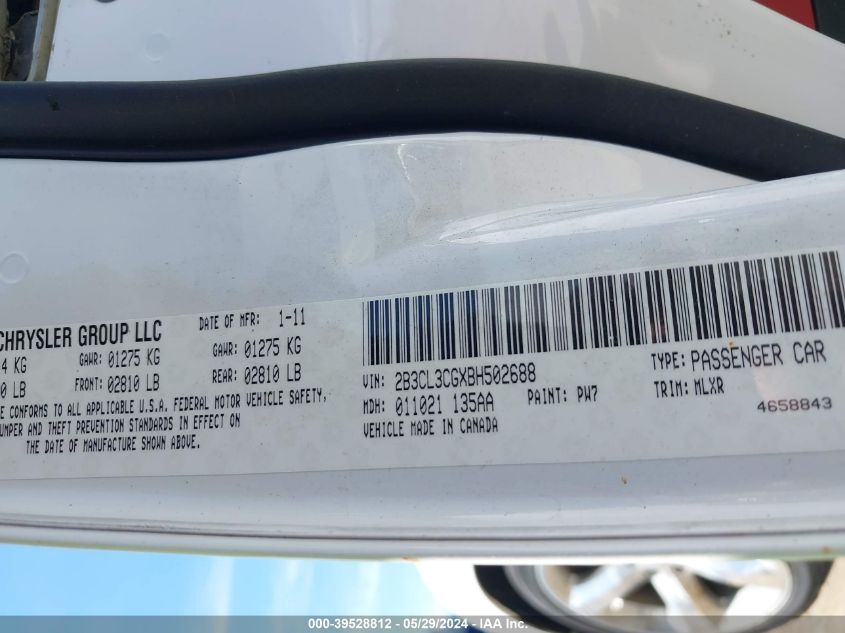 CHRYSLER GROUP LLC
DATE OF MFR: 1-11
4 KG GAWR: 01275 KG GAWR: 01275 KG
0 LB FRONT: 02810 LB REAR: 02810 LB
E CONFORMS TO ALL APPLICABLE U.S.A. FEDERAL MOTOR VEHICLE SAFETY,
UMPER AND THEFT PREVENTION STANDARDS IN EFFECT ON
THE DATE OF MANUFACTURE SHOWN ABOVE.
VIN: 2B3CL3CGXBH502688
TYPE: PASSENGER CAR
MDH: 011021 135AA PAINT: PW7 TRIM: MLXR
VEHICLE MADE IN CANADA
4658843
000-39528812 - 05/29/2024 - IAA Inc.